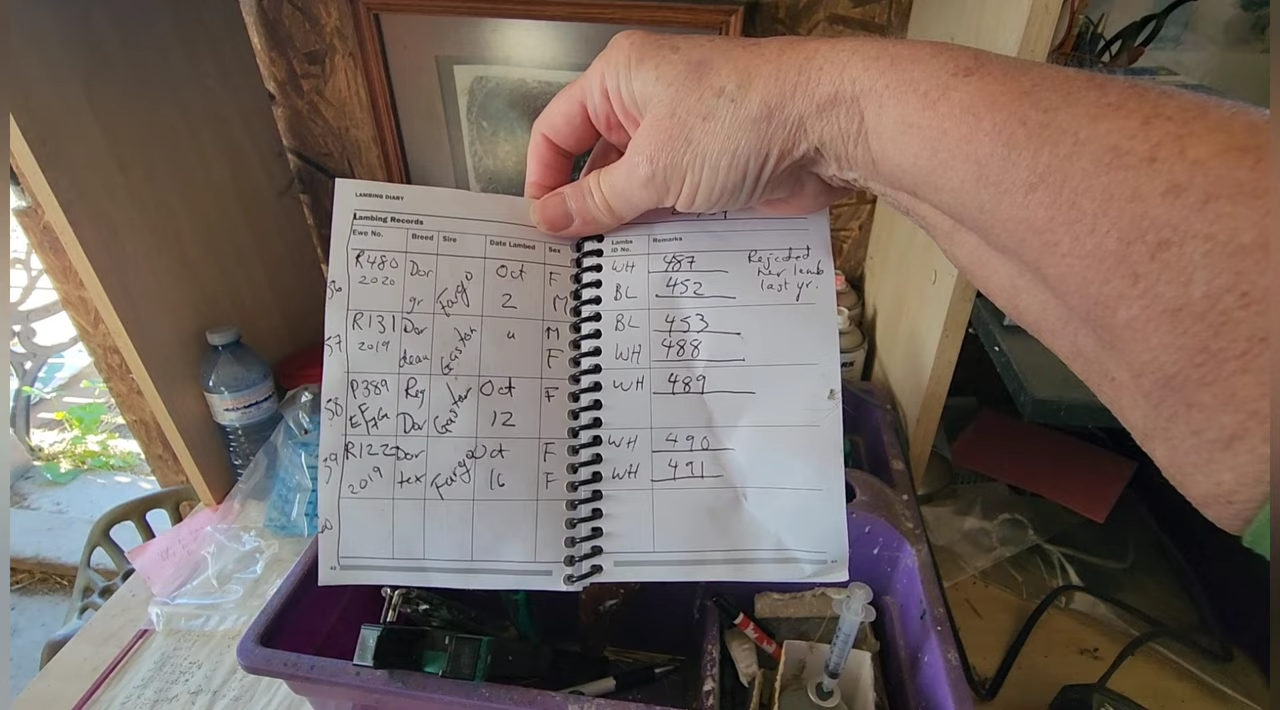 LAMBING DIARY
Lambing Records
Ewe No. Breed Sire Date Lambed Sex Lambs ID No. Remarks
56 R480 2020 Dor gr Fargo Oct 2 F WH 487 Rejected her lamb last yr.
M BL 452
57 R131 2019 Dor Gaston " M BL 453
F WH 488
58 P389 Reg Dor Gaston Oct 12 F WH 489
59 R122 2019 Dor tex Fargo Oct 16 F WH 490
F WH 491
60